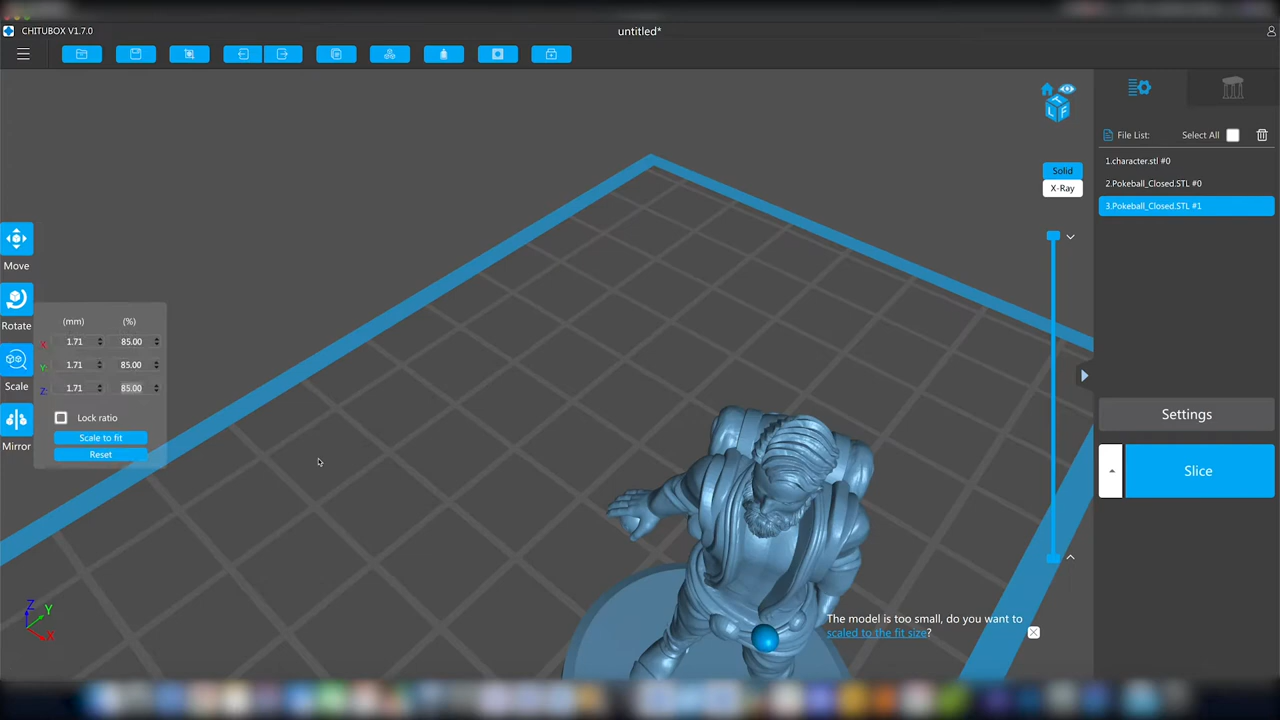 CHITUBOX V1.7.0
untitled*
File List:
Select All
1.character.stl #0
2.Pokeball_Closed.STL #0
3.Pokeball_Closed.STL #1
Solid
X-Ray
Move
Rotate
Scale
Mirror
(mm) (%)
X: 1.71 85.00
Y: 1.71 85.00
Z: 1.71 85.00
Lock ratio
Scale to fit
Reset
Settings
Slice
The model is too small, do you want to
scaled to the fit size?
Z
Y
X
T
L F